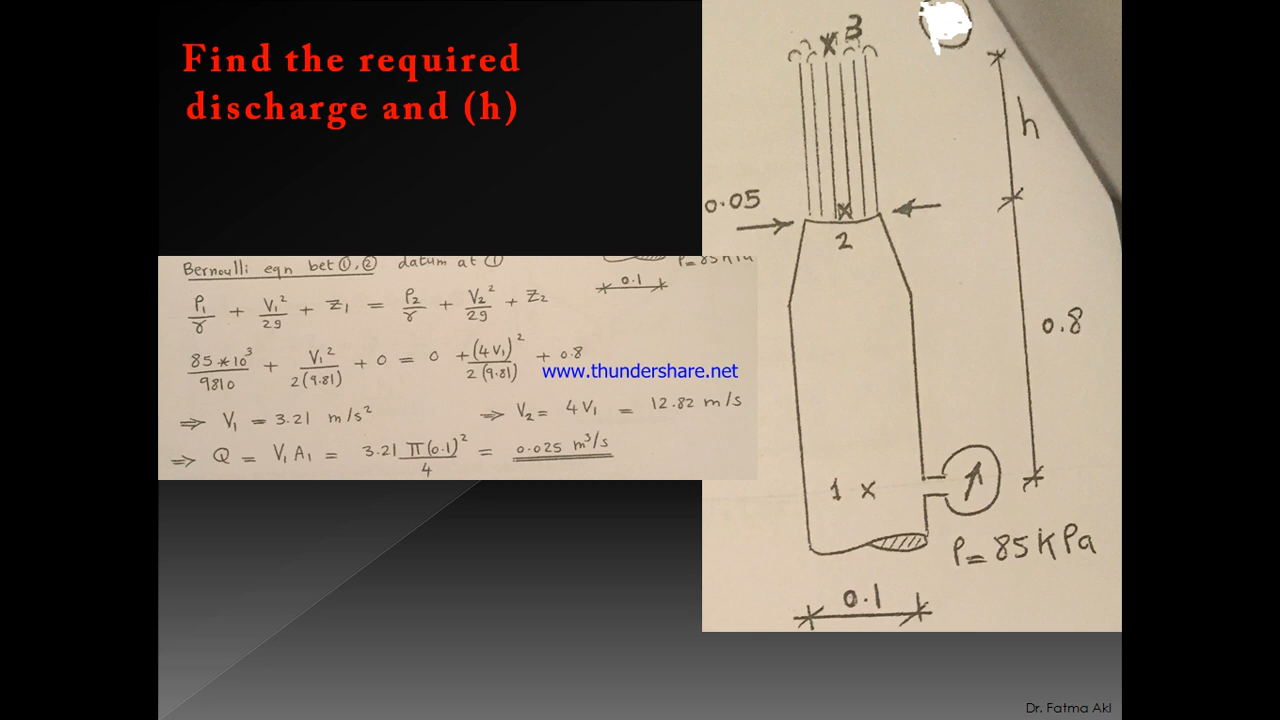 Find the required
discharge and (h)
3
h
0.05
2
0.8
1
P=85KPa
0.1
Bernoulli eqn bet ①,② datum at ①
P=85KPa
0.1
P₁/γ + V₁²/2g + Z₁ = P₂/γ + V₂²/2g + Z₂
85*10³/9810 + V₁²/2(9.81) + 0 = 0 + (4V₁)²/2(9.81) + 0.8
www.thundershare.net
⇒ V₁ = 3.21 m/s² ⇒ V₂ = 4V₁ = 12.82 m/s
⇒ Q = V₁A₁ = 3.21 π(0.1)²/4 = 0.025 m³/s
Dr. Fatma Akl